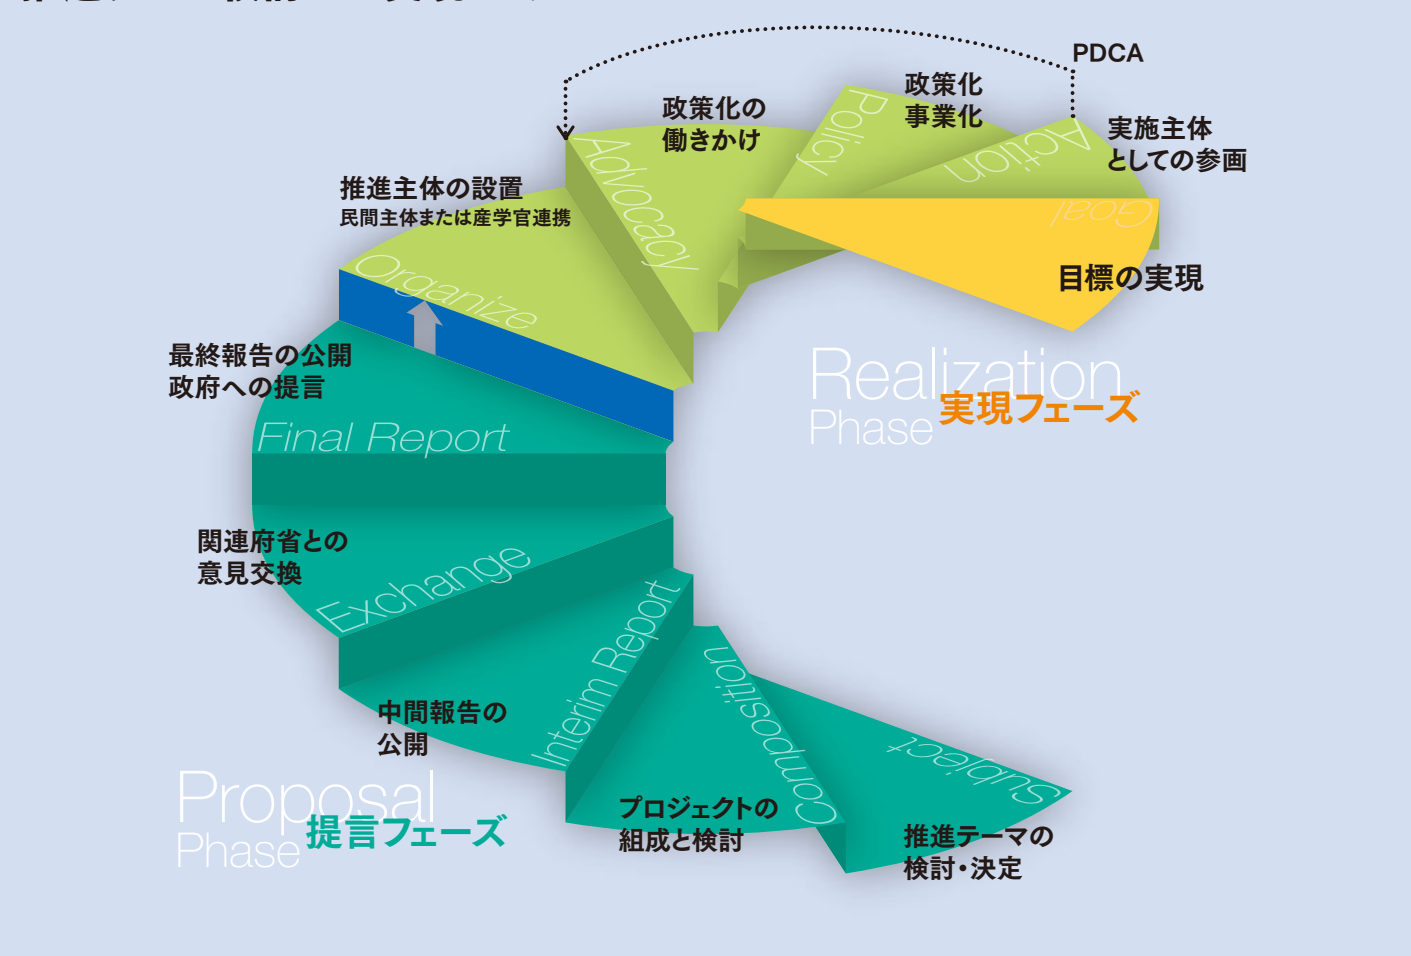 PDCA
政策化
事業化
政策化の
働きかけ
実施主体
としての参画
Policy
Action
Advocacy
推進主体の設置
民間主体または産学官連携
Goal
目標の実現
Organize
最終報告の公開
政府への提言
Realization
Phase
実現フェーズ
Final Report
関連府省との
意見交換
Exchange
Interim Report
中間報告の
公開
Composition
Subject
Proposal
Phase
提言フェーズ
プロジェクトの
組成と検討
推進テーマの
検討・決定